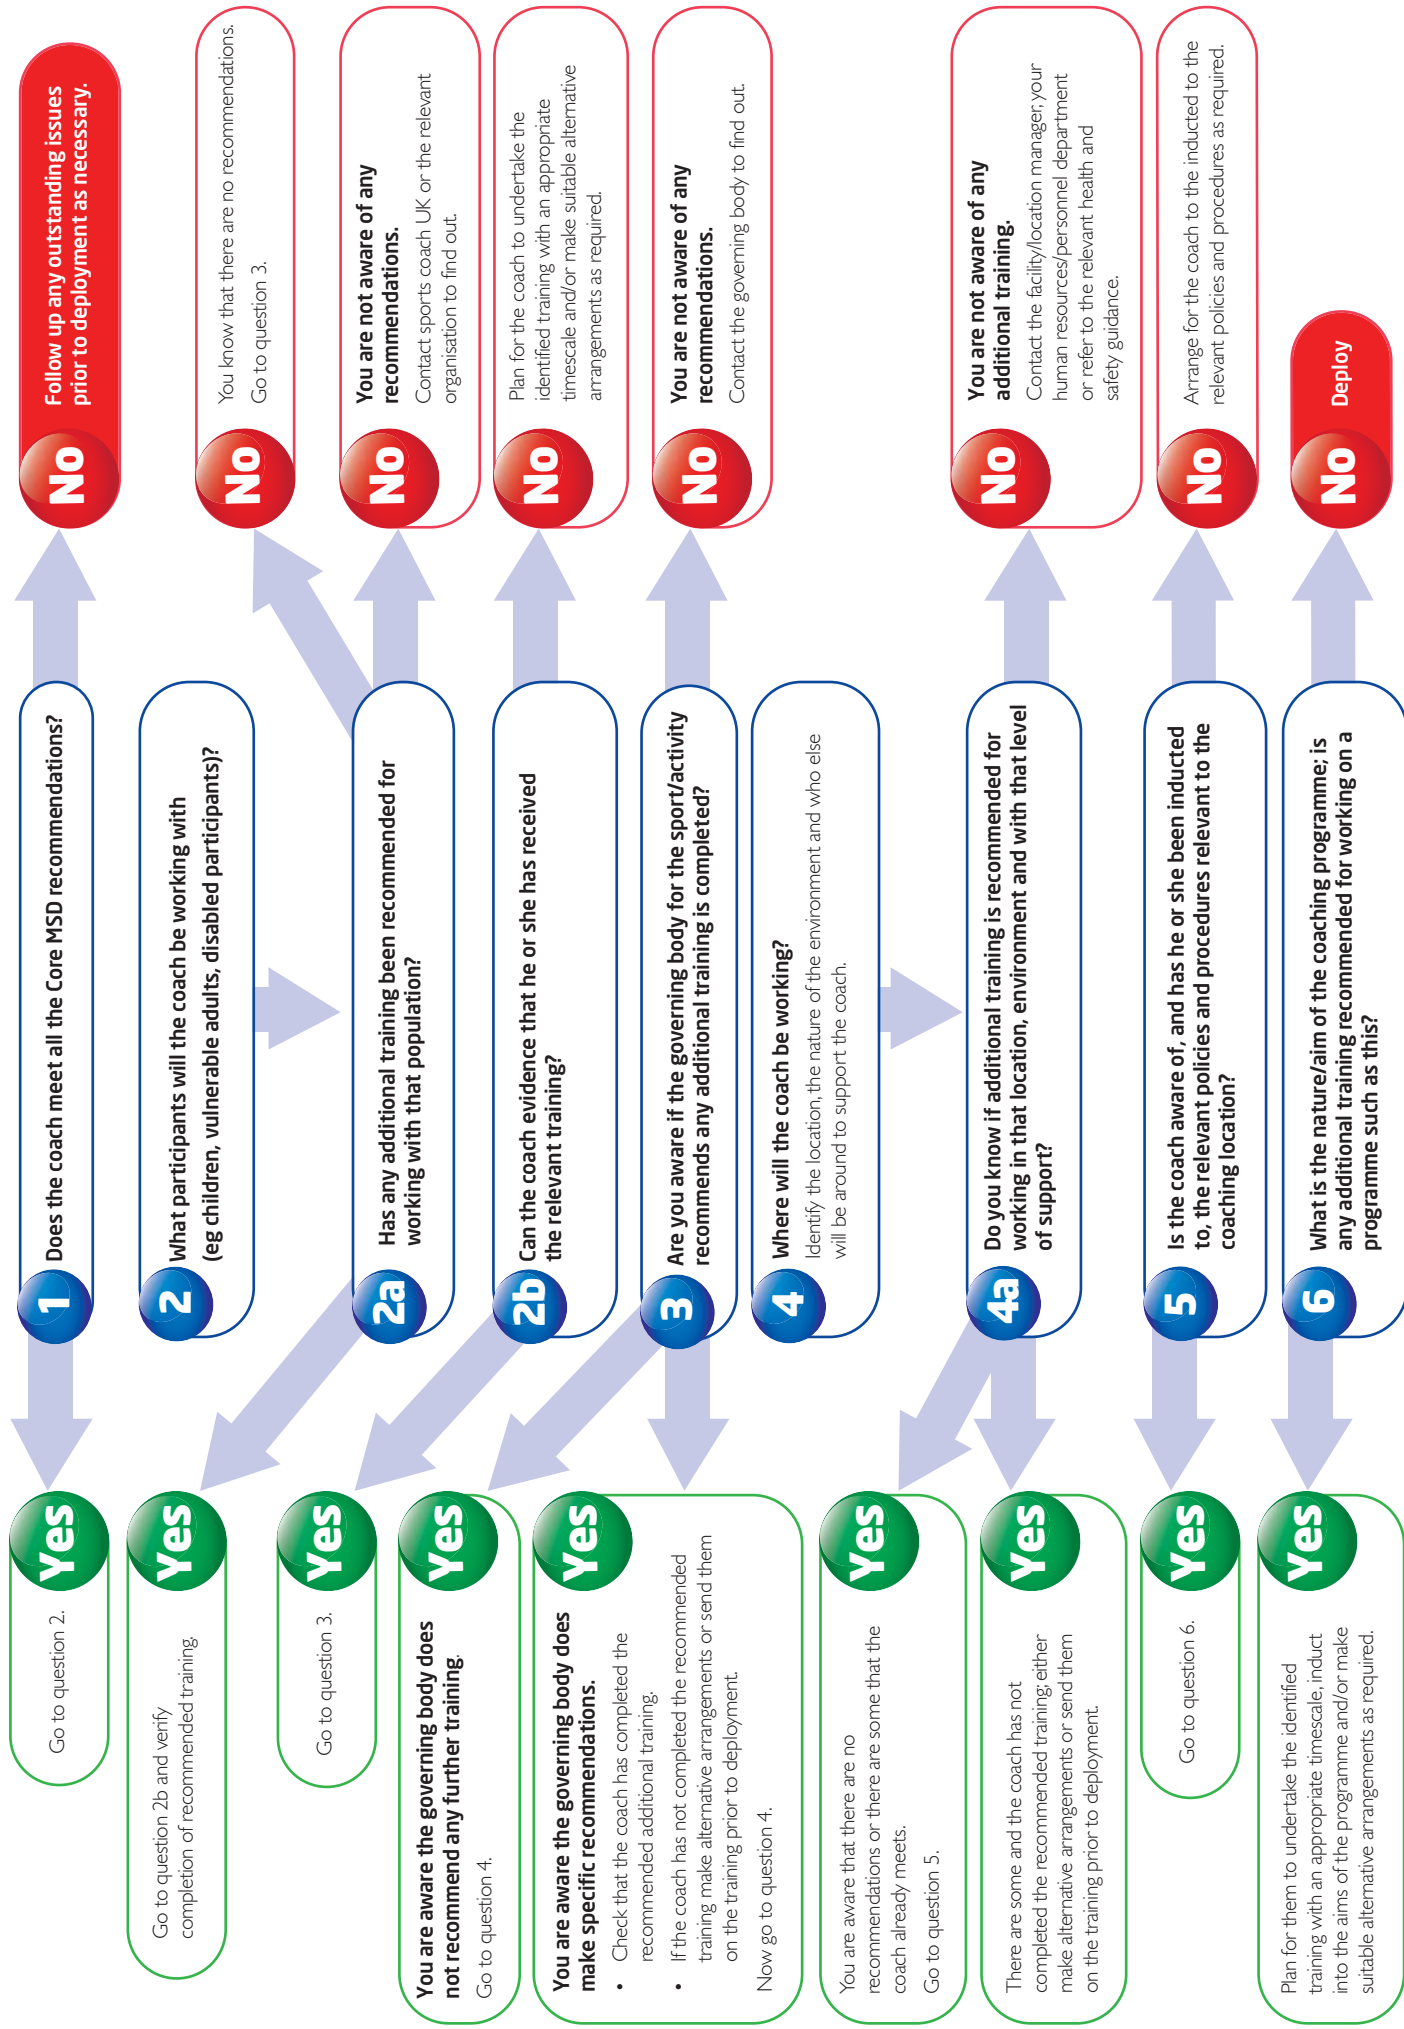 1
Does the coach meet all the Core MSD recommendations?
Yes
Go to question 2.
No
Follow up any outstanding issues
prior to deployment as necessary.
2
What participants will the coach be working with
(eg children, vulnerable adults, disabled participants)?
2a
Has any additional training been recommended for
working with that population?
Yes
Go to question 2b and verify
completion of recommended training.
No
You know that there are no recommendations.
Go to question 3.
No
You are not aware of any
recommendations.
Contact sports coach UK or the relevant
organisation to find out.
2b
Can the coach evidence that he or she has received
the relevant training?
Yes
Go to question 3.
No
Plan for the coach to undertake the
identified training with an appropriate
timescale and/or make suitable alternative
arrangements as required.
3
Are you aware if the governing body for the sport/activity
recommends any additional training is completed?
Yes
You are aware the governing body does
not recommend any further training.
Go to question 4.
Yes
You are aware the governing body does
make specific recommendations.
• Check that the coach has completed the
recommended additional training.
• If the coach has not completed the recommended
training make alternative arrangements or send them
on the training prior to deployment.
Now go to question 4.
No
You are not aware of any
recommendations.
Contact the governing body to find out.
4
Where will the coach be working?
Identify the location, the nature of the environment and who else
will be around to support the coach.
4a
Do you know if additional training is recommended for
working in that location, environment and with that level
of support?
Yes
You are aware that there are no
recommendations or there are some that the
coach already meets.
Go to question 5.
Yes
There are some and the coach has not
completed the recommended training; either
make alternative arrangements or send them
on the training prior to deployment.
No
You are not aware of any
additional training.
Contact the facility/location manager, your
human resources/personnel department
or refer to the relevant health and
safety guidance.
5
Is the coach aware of, and has he or she been inducted
to, the relevant policies and procedures relevant to the
coaching location?
Yes
Go to question 6.
No
Arrange for the coach to the inducted to the
relevant policies and procedures as required.
6
What is the nature/aim of the coaching programme; is
any additional training recommended for working on a
programme such as this?
Yes
Plan for them to undertake the identified
training with an appropriate timescale, induct
into the aims of the programme and/or make
suitable alternative arrangements as required.
No
Deploy